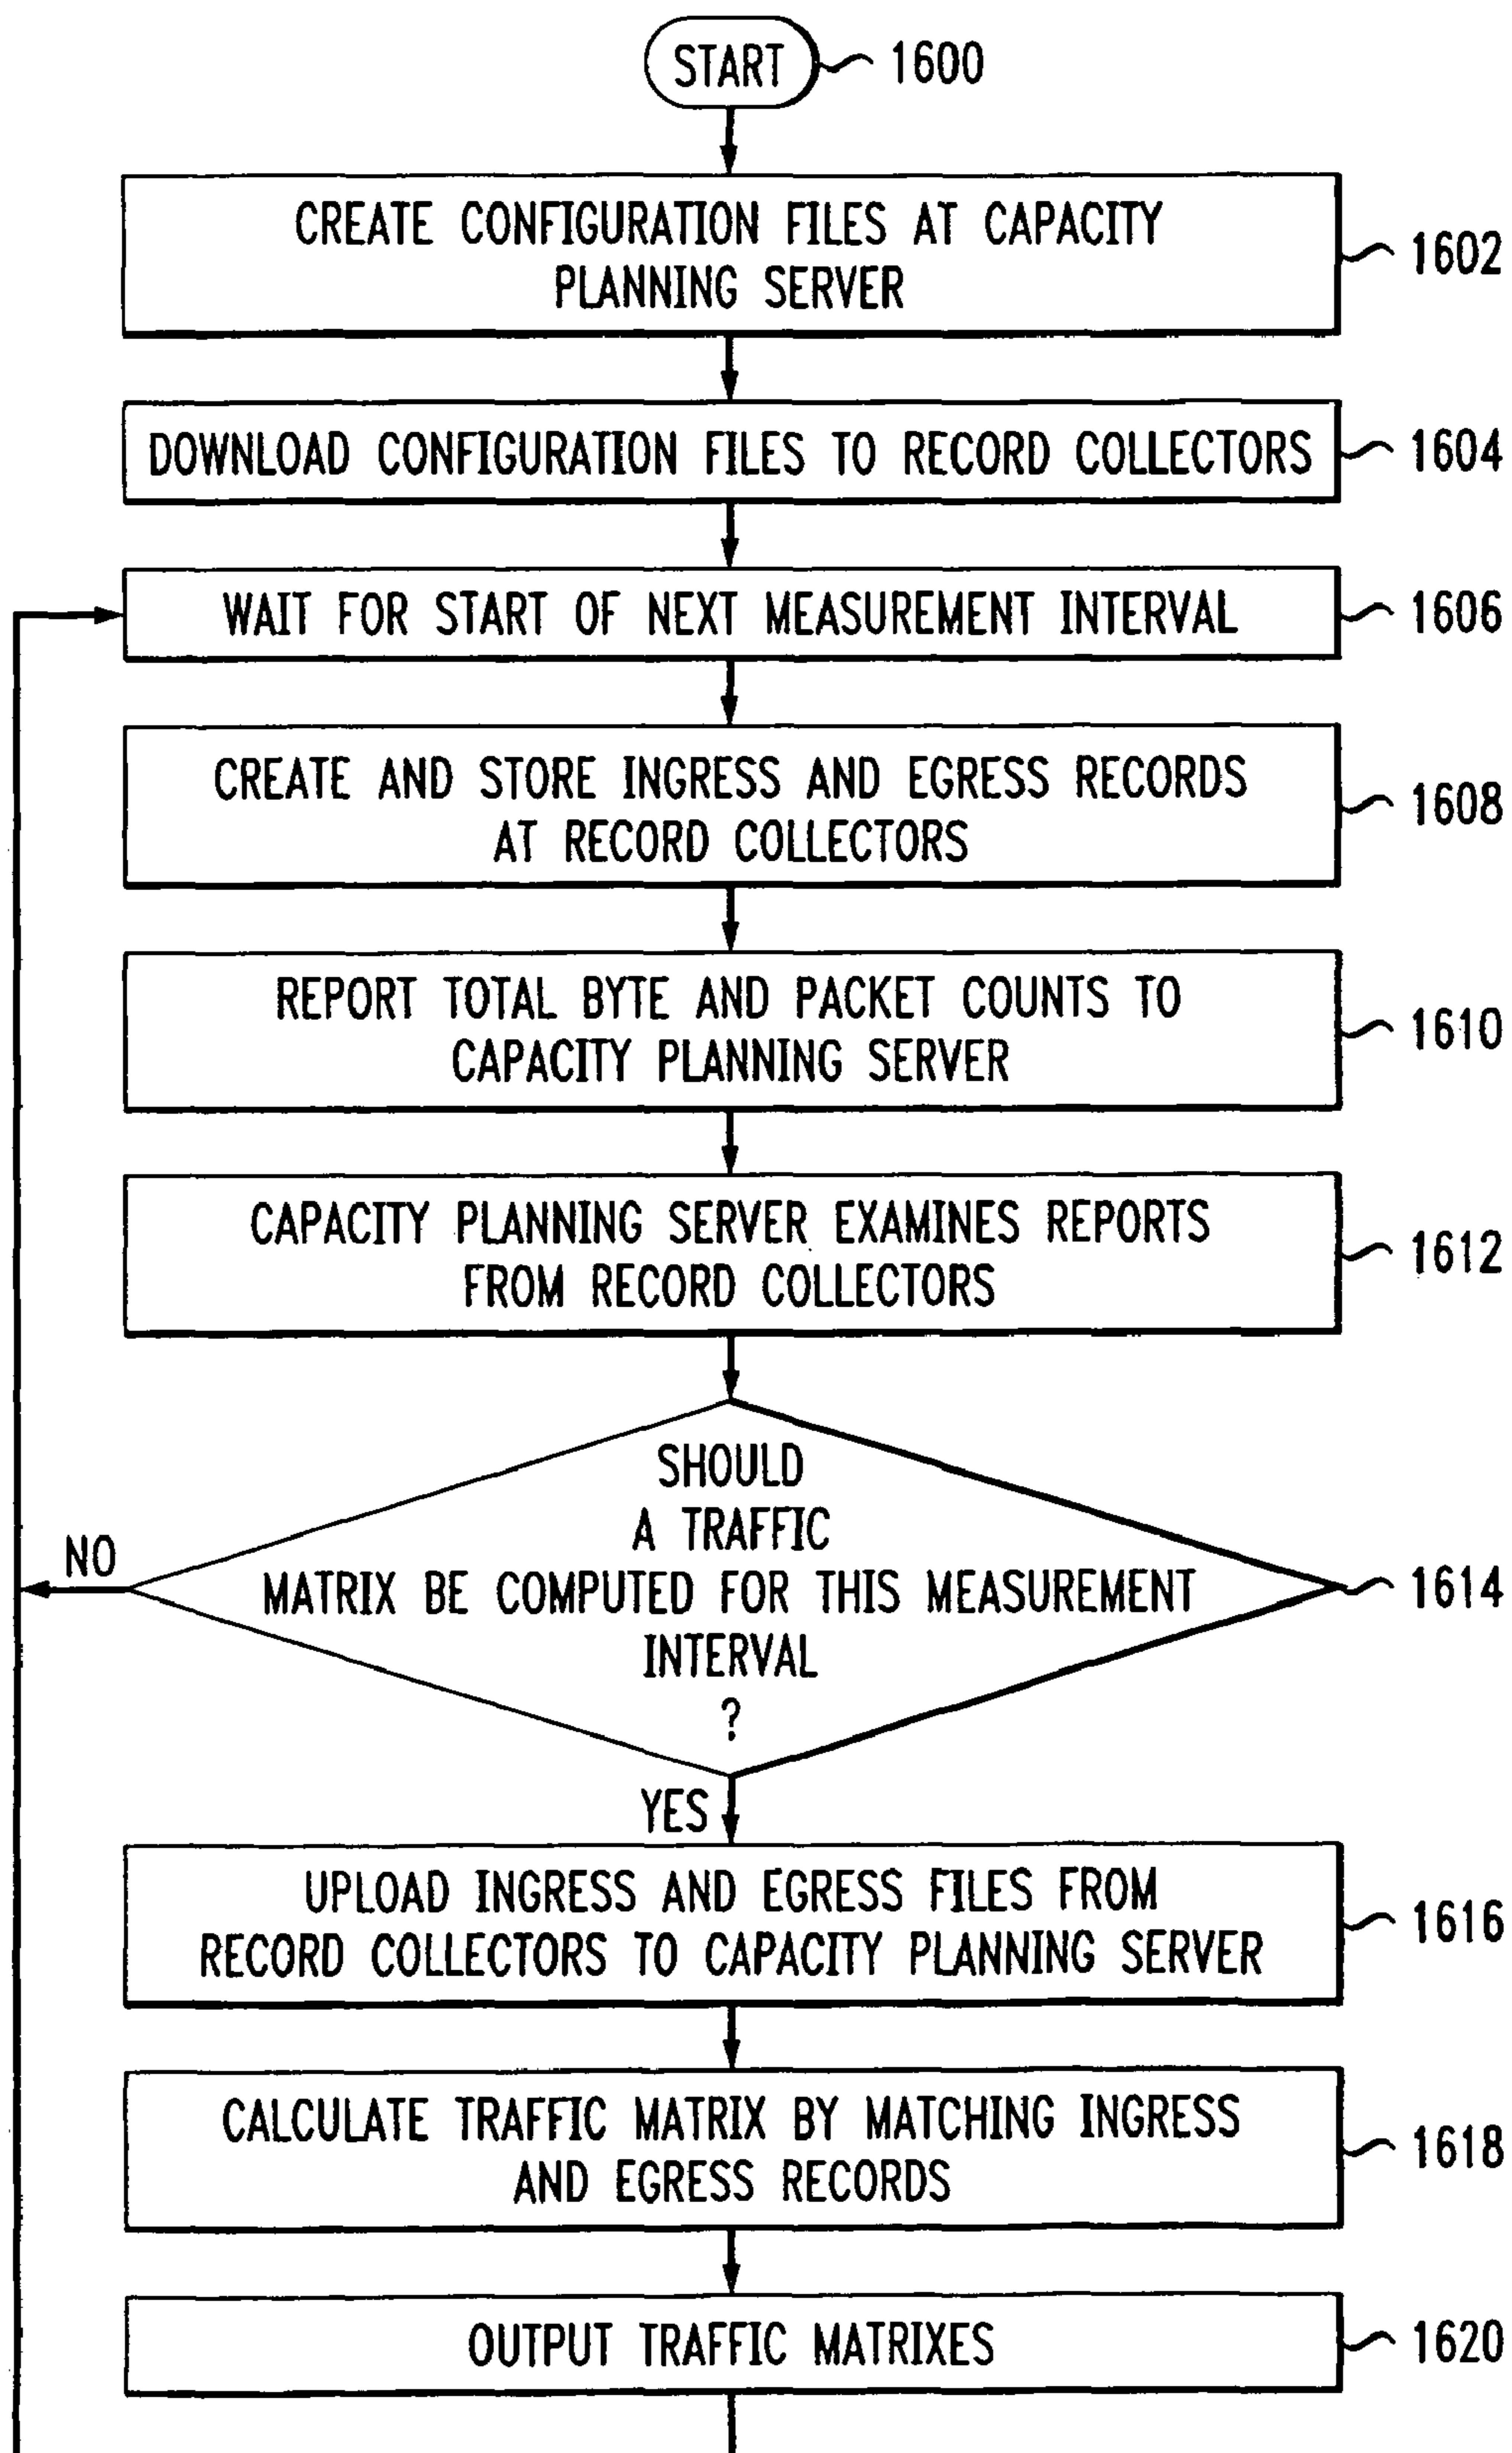 START
1600
CREATE CONFIGURATION FILES AT CAPACITY
PLANNING SERVER
1602
DOWNLOAD CONFIGURATION FILES TO RECORD COLLECTORS
1604
WAIT FOR START OF NEXT MEASUREMENT INTERVAL
1606
CREATE AND STORE INGRESS AND EGRESS RECORDS
AT RECORD COLLECTORS
1608
REPORT TOTAL BYTE AND PACKET COUNTS TO
CAPACITY PLANNING SERVER
1610
CAPACITY PLANNING SERVER EXAMINES REPORTS
FROM RECORD COLLECTORS
1612
SHOULD
A TRAFFIC
MATRIX BE COMPUTED FOR THIS MEASUREMENT
INTERVAL
?
1614
NO
YES
UPLOAD INGRESS AND EGRESS FILES FROM
RECORD COLLECTORS TO CAPACITY PLANNING SERVER
1616
CALCULATE TRAFFIC MATRIX BY MATCHING INGRESS
AND EGRESS RECORDS
1618
OUTPUT TRAFFIC MATRIXES
1620